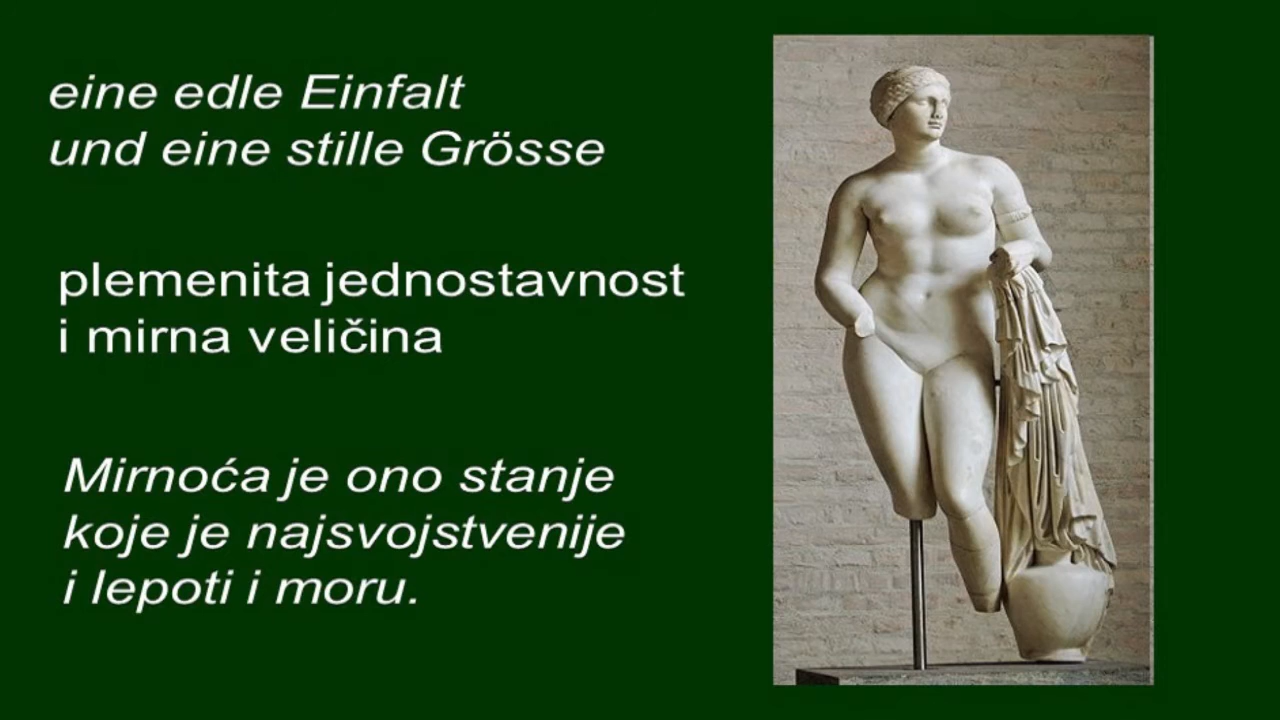 eine edle Einfalt
und eine stille Grösse
plemenita jednostavnost
i mirna veličina
Mirnoća je ono stanje
koje je najsvojstvenije
i lepoti i moru.